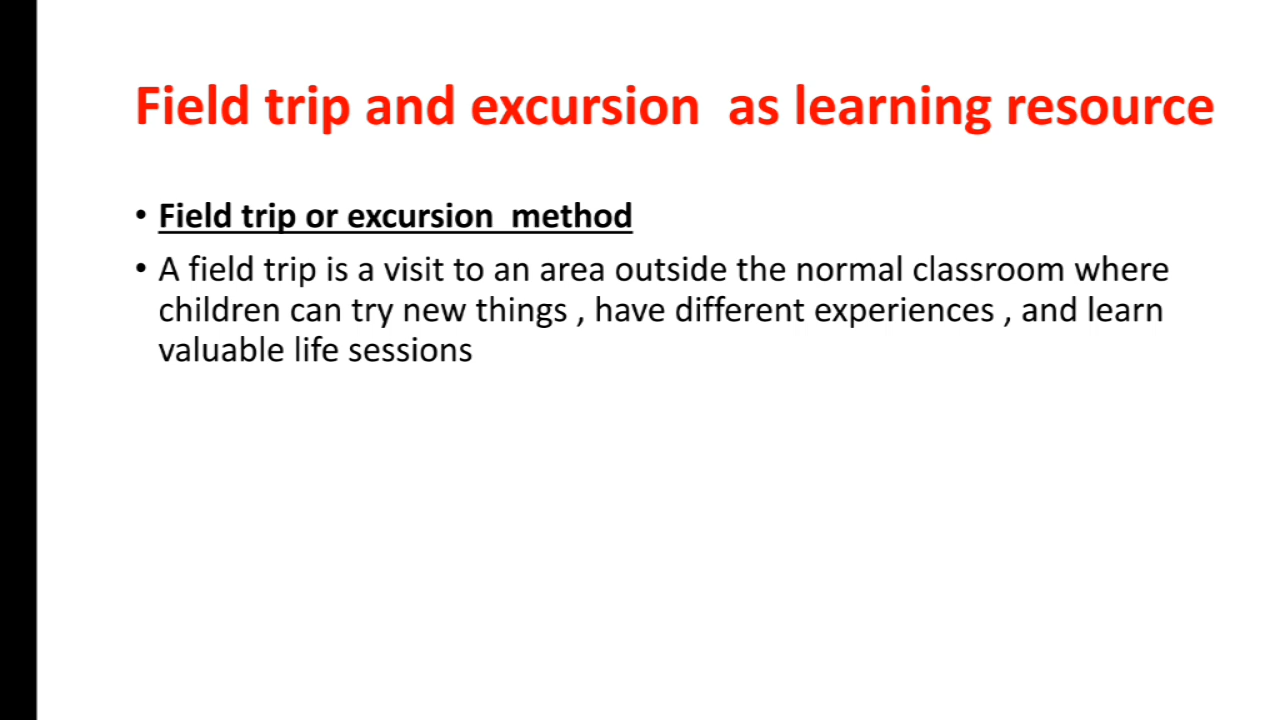 Field trip and excursion  as learning resource
• Field trip or excursion  method
• A field trip is a visit to an area outside the normal classroom where
children can try new things , have different experiences , and learn
valuable life sessions